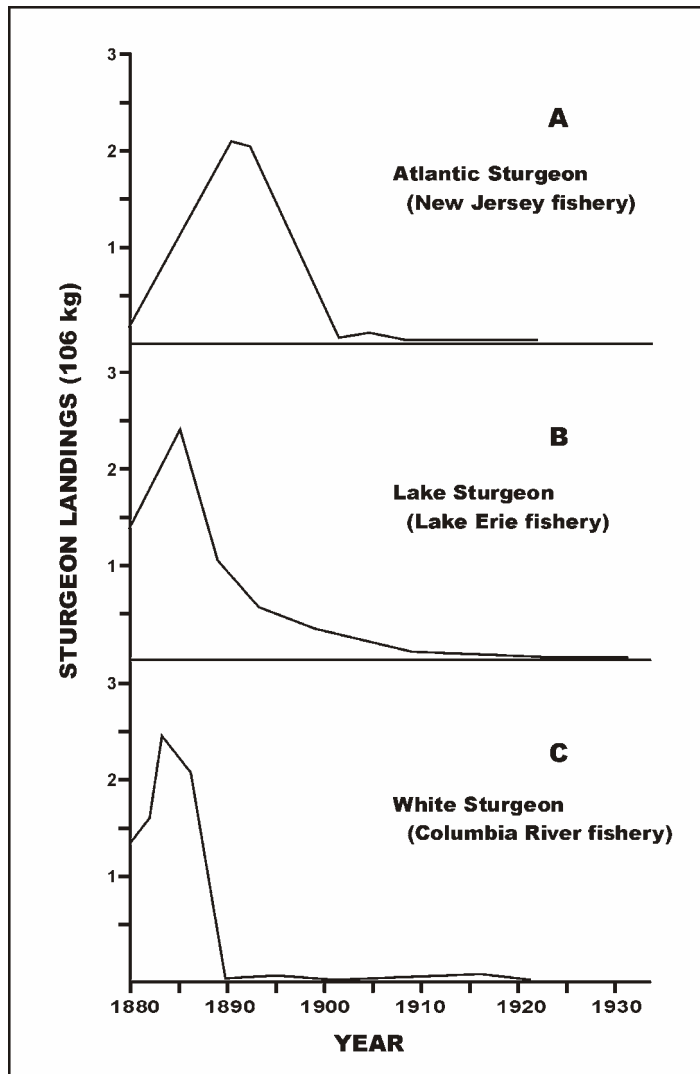 STURGEON LANDINGS (106 kg)
3
2
1
A
Atlantic Sturgeon
(New Jersey fishery)
3
2
1
B
Lake Sturgeon
(Lake Erie fishery)
3
2
1
C
White Sturgeon
(Columbia River fishery)
1880 1890 1900 1910 1920 1930
YEAR